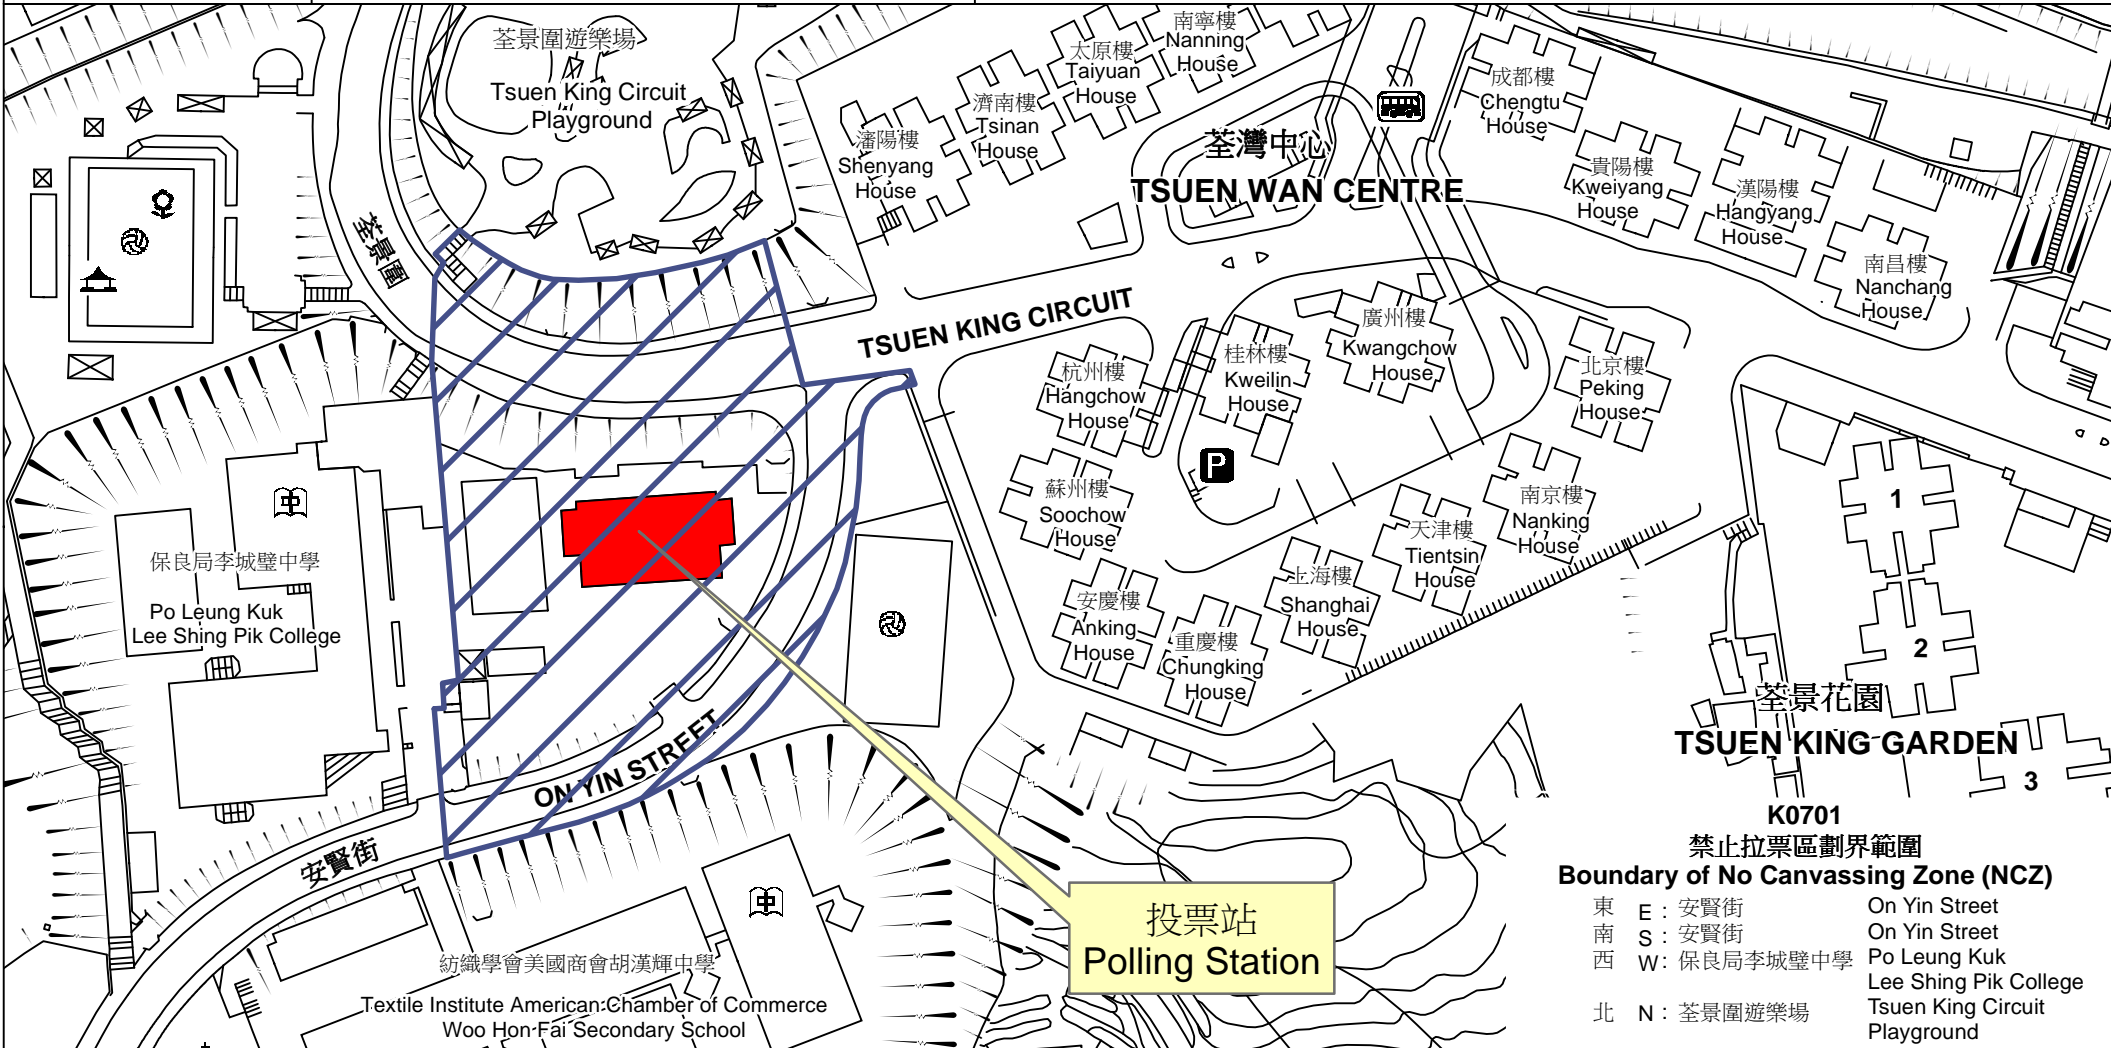 荃景圍遊樂場
Tsuen King Circuit
Playground
南寧樓
Nanning
House
太原樓
Taiyuan
House
濟南樓
Tsinan
House
瀋陽樓
Shenyang
House
成都樓
Chengtu
House
貴陽樓
Kweiyang
House
漢陽樓
Hangyang
House
南昌樓
Nanchang
House
荃灣中心
TSUEN WAN CENTRE
荃景圍
TSUEN KING CIRCUIT
廣州樓
Kwangchow
House
桂林樓
Kweilin
House
杭州樓
Hangchow
House
北京樓
Peking
House
P
蘇州樓
Soochow
House
南京樓
Nanking
House
天津樓
Tientsin
House
上海樓
Shanghai
House
安慶樓
Anking
House
重慶樓
Chungking
House
中
保良局李城璧中學
Po Leung Kuk
Lee Shing Pik College
1
2
3
荃景花園
TSUEN KING GARDEN
ON YIN STREET
安賢街
中
紡織學會美國商會胡漢輝中學
Textile Institute American Chamber of Commerce
Woo Hon Fai Secondary School
投票站
Polling Station
K0701
禁止拉票區劃界範圍
Boundary of No Canvassing Zone (NCZ)
東 E : 安賢街 On Yin Street
南 S : 安賢街 On Yin Street
西 W : 保良局李城璧中學 Po Leung Kuk
Lee Shing Pik College
北 N : 荃景圍遊樂場 Tsuen King Circuit
Playground